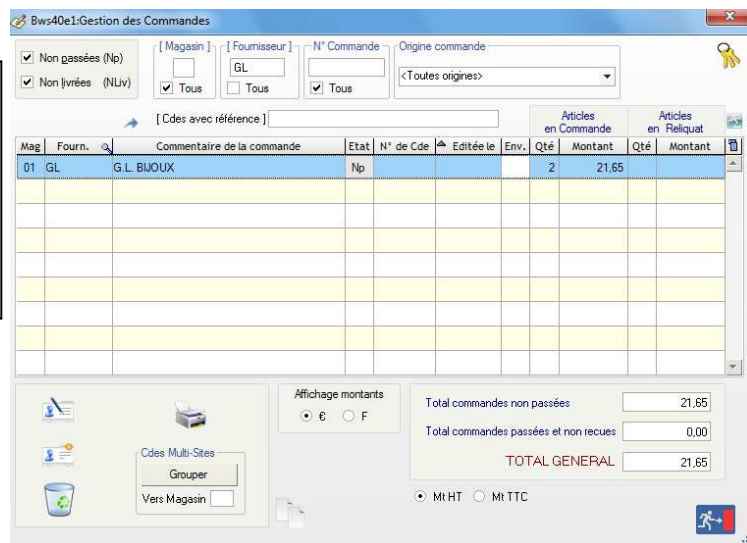 Bws40e1:Gestion des Commandes
Non passées (Np)
Non livrées (NLiv)
[ Magasin ]
Tous
[ Fournisseur ]
GL
Tous
N° Commande
Tous
Origine commande
<Toutes origines>
[ Cdes avec référence ]
Articles en Commande
Articles en Reliquat
Mag Fourn. Commentaire de la commande Etat N° de Cde Editée le Env. Qté Montant Qté Montant
01 GL G.L. BIJOUX Np 2 21,65
Cdes Multi-Sites
Grouper
Vers Magasin
Affichage montants
€ F
Total commandes non passées 21,65
Total commandes passées et non recues 0,00
TOTAL GENERAL 21,65
Mt HT Mt TTC